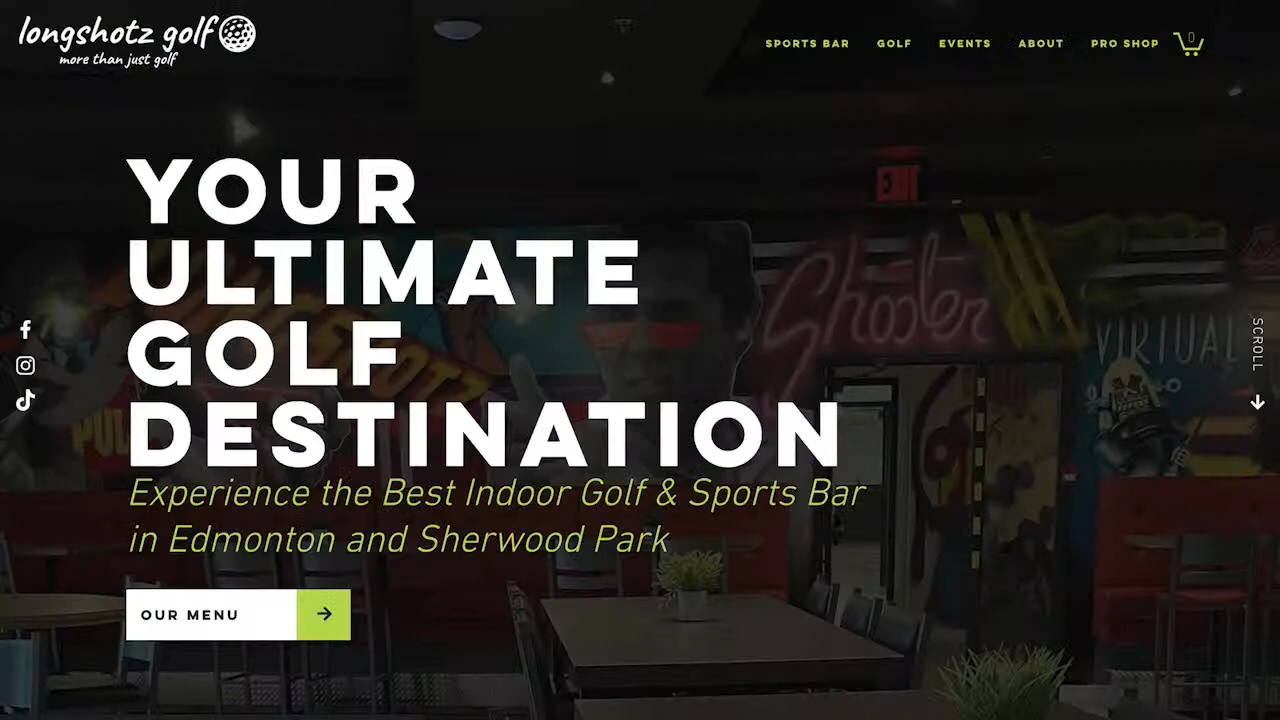 longshotz golf
more than just golf
SPORTS BAR
GOLF
EVENTS
ABOUT
PRO SHOP
0
YOUR
ULTIMATE
GOLF
DESTINATION
Experience the Best Indoor Golf & Sports Bar
in Edmonton and Sherwood Park
OUR MENU
SCROLL
EXIT
Shooter
VIRTUAL